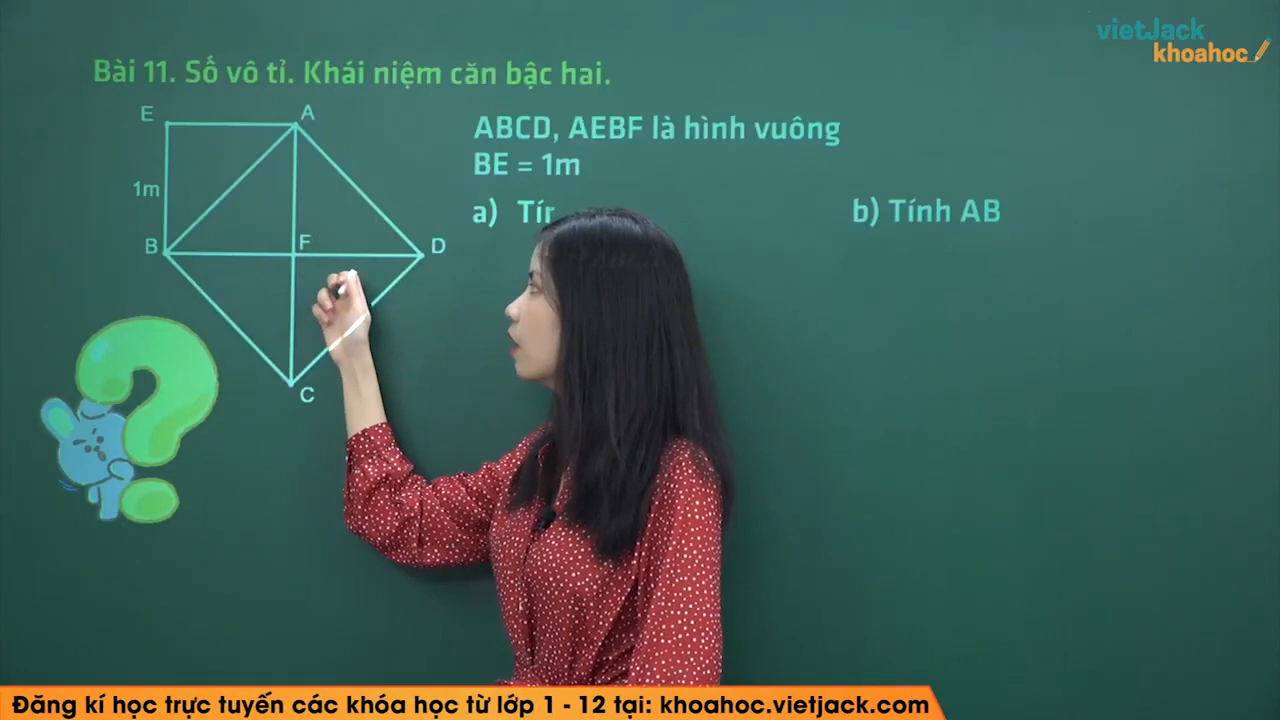 vietJack
khoahoc
Bài 11. Số vô tỉ. Khái niệm căn bậc hai.
E
A
ABCD, AEBF là hình vuông
BE = 1m
1m
a)
b) Tính AB
B
F
D
C
Đăng kí học trực tuyến các khóa học từ lớp 1 - 12 tại: khoahoc.vietjack.com